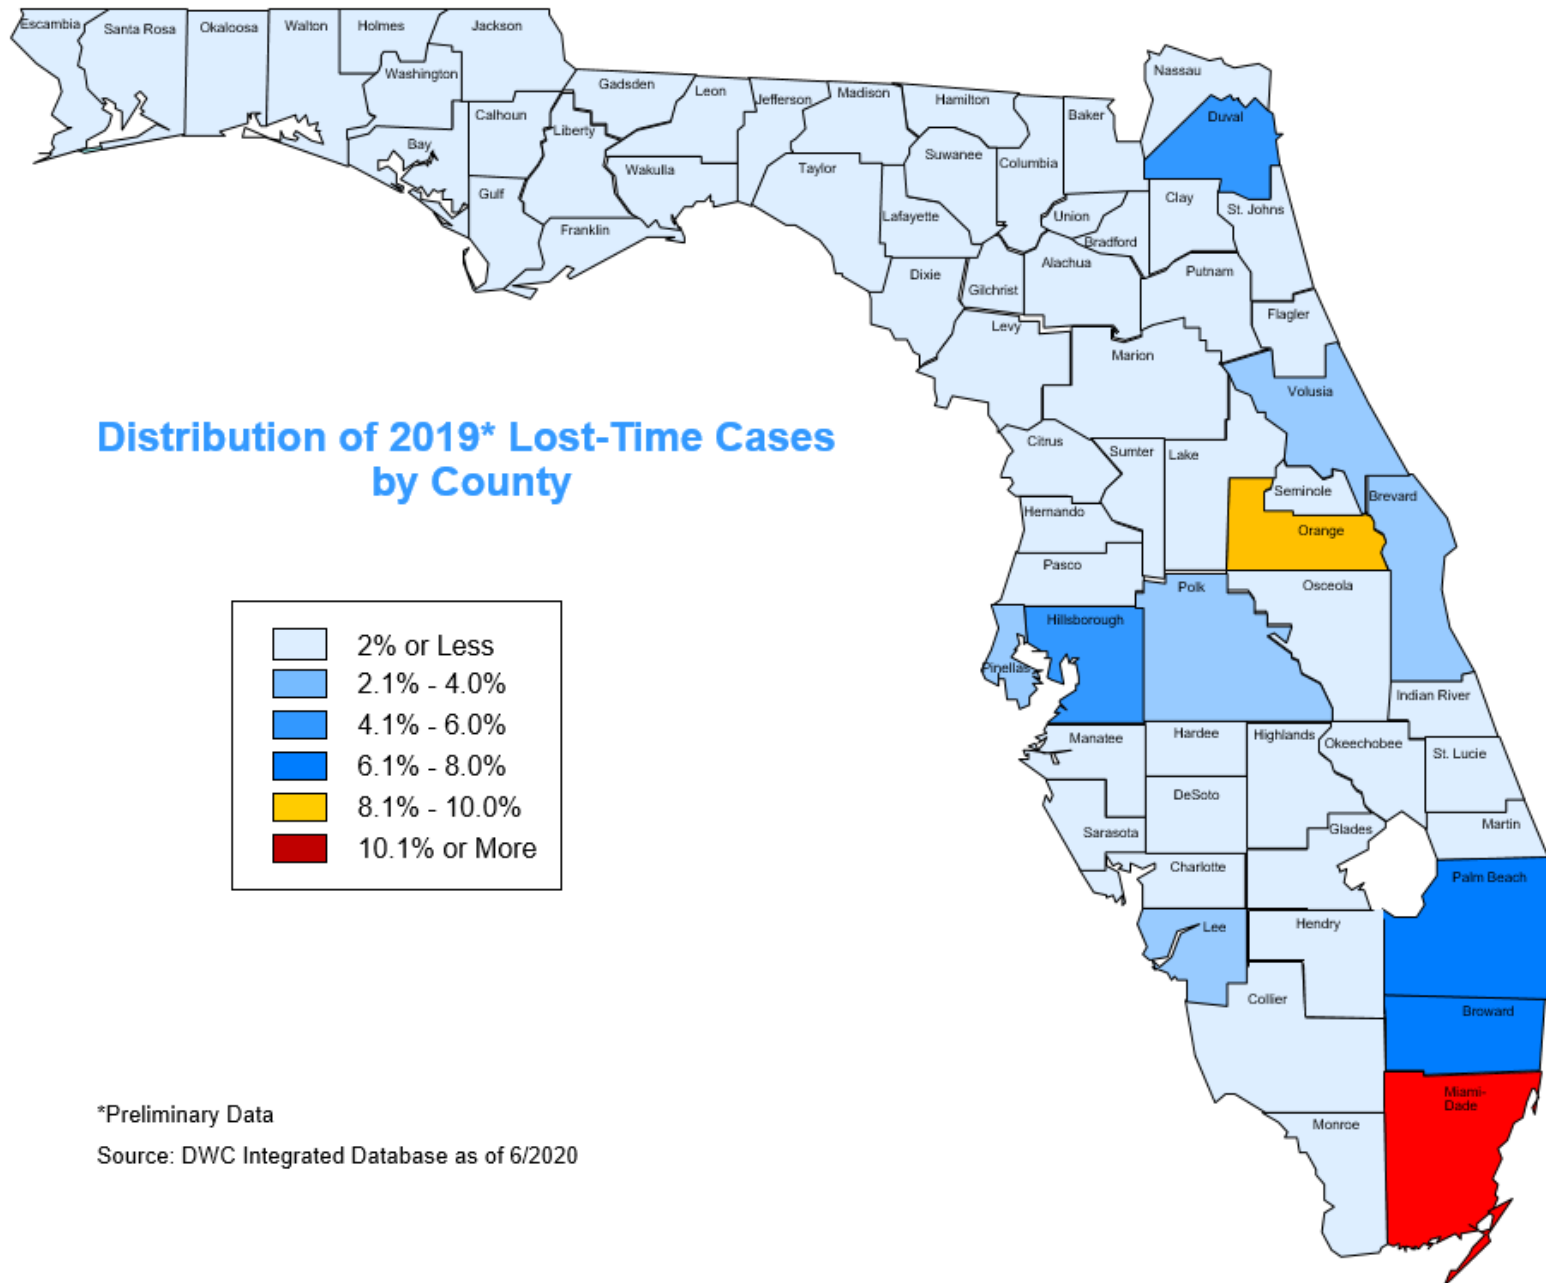 Escambia
Santa Rosa
Okaloosa
Walton
Holmes
Jackson
Washington
Nassau
Gadsden
Leon
Jefferson
Madison
Hamilton
Baker
Duval
Calhoun
Liberty
Bay
Suwanee
Columbia
Wakulla
Taylor
Gulf
Clay
St. Johns
Lafayette
Union
Franklin
Bradford
Alachua
Dixie
Gilchrist
Putnam
Levy
Flagler
Marion
Volusia
Distribution of 2019* Lost-Time Cases
by County
Citrus
Sumter
Lake
Seminole
Brevard
Hernando
Orange
Pasco
Polk
Osceola
Hillsborough
Pinellas
Indian River
Manatee
Hardee
Highlands
Okeechobee
St. Lucie
DeSoto
Sarasota
Glades
Martin
Charlotte
Palm Beach
Lee
Hendry
Collier
Broward
Miami-
Dade
Monroe
2% or Less
2.1% - 4.0%
4.1% - 6.0%
6.1% - 8.0%
8.1% - 10.0%
10.1% or More
*Preliminary Data
Source: DWC Integrated Database as of 6/2020